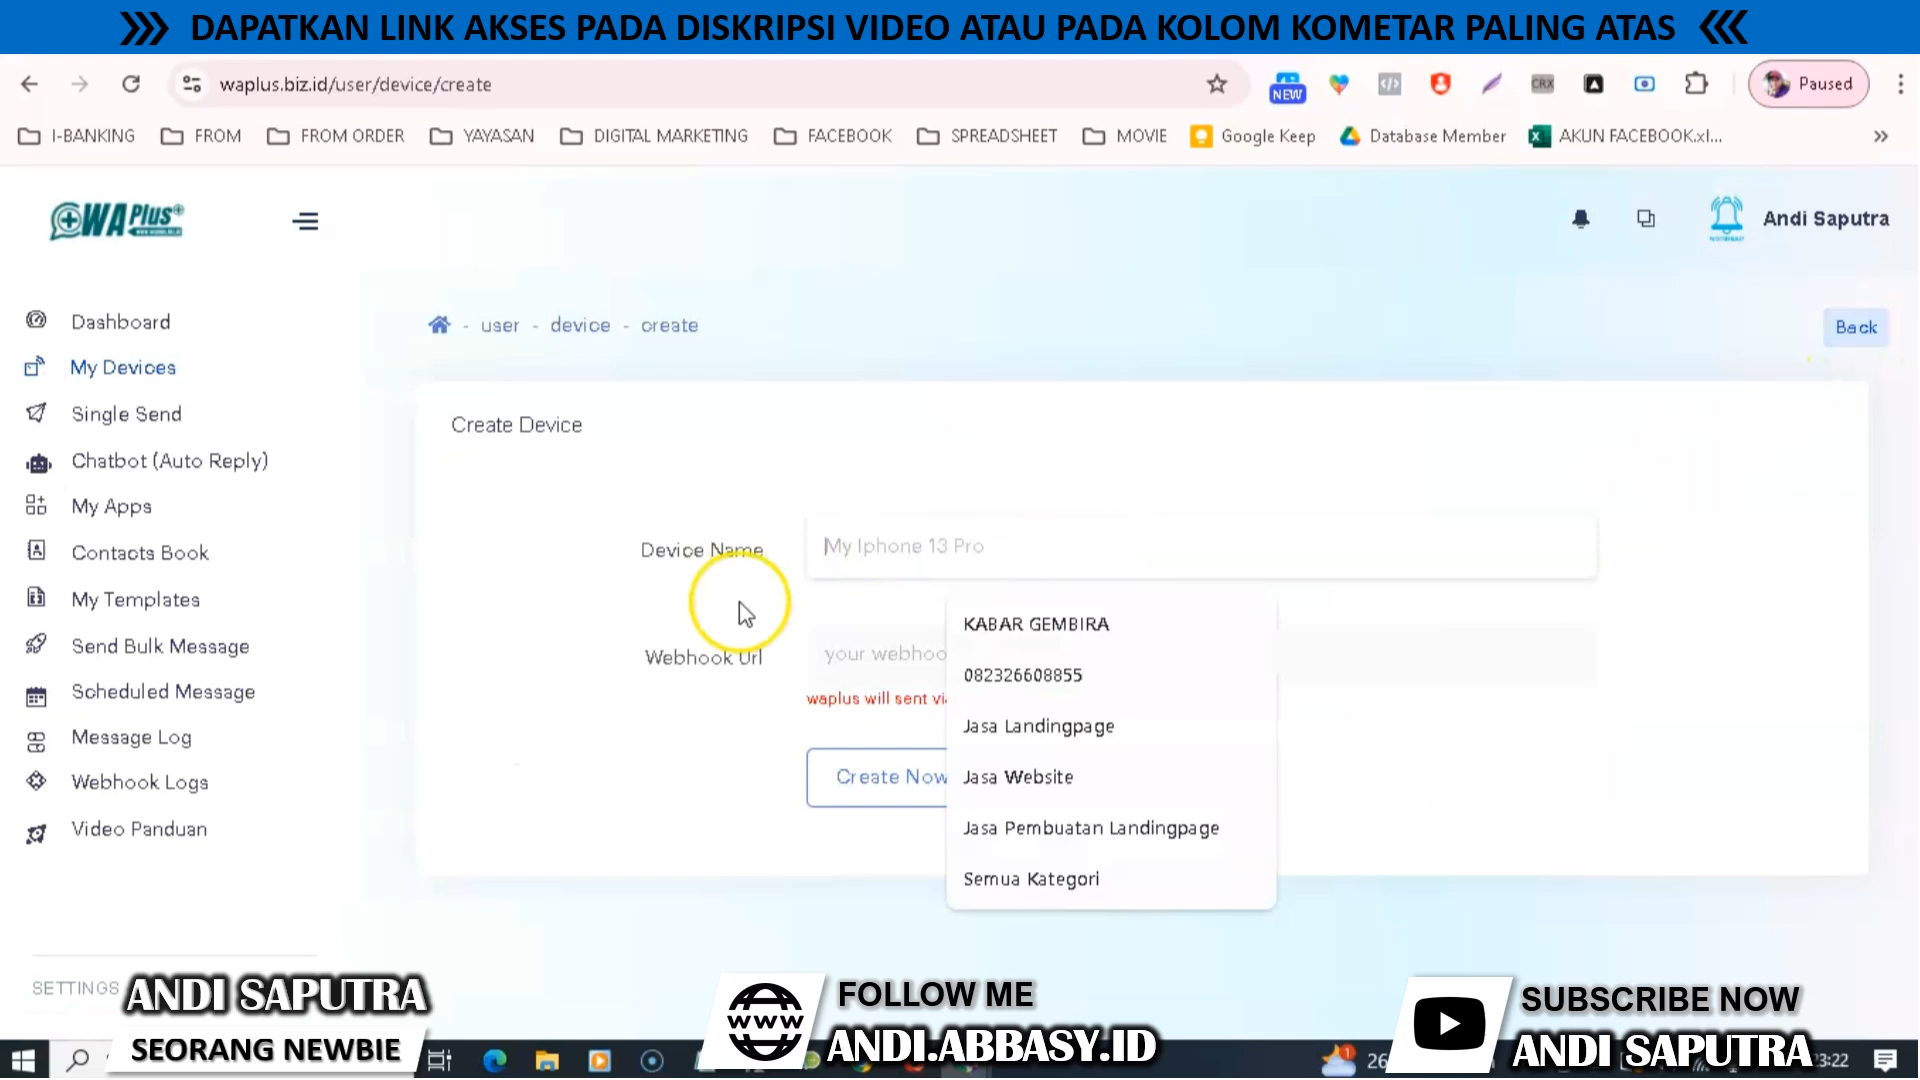 DAPATKAN LINK AKSES PADA DISKRIPSI VIDEO ATAU PADA KOLOM KOMETAR PALING ATAS
waplus.biz.id/user/device/create
NEW
CRX
Paused
I-BANKING
FROM
FROM ORDER
YAYASAN
DIGITAL MARKETING
FACEBOOK
SPREADSHEET
MOVIE
Google Keep
Database Member
AKUN FACEBOOK.xl...
WA Plus
Andi Saputra
Dashboard
My Devices
Single Send
Chatbot (Auto Reply)
My Apps
Contacts Book
My Templates
Send Bulk Message
Scheduled Message
Message Log
Webhook Logs
Video Panduan
SETTINGS
- user - device - create
Back
Create Device
Device Name
My Iphone 13 Pro
Webhook Url
your webhoo
waplus will sent vi
Create Now
KABAR GEMBIRA
082326608855
Jasa Landingpage
Jasa Website
Jasa Pembuatan Landingpage
Semua Kategori
ANDI SAPUTRA
SEORANG NEWBIE
WWW
FOLLOW ME
ANDI.ABBASY.ID
SUBSCRIBE NOW
ANDI SAPUTRA
1
26
23:22